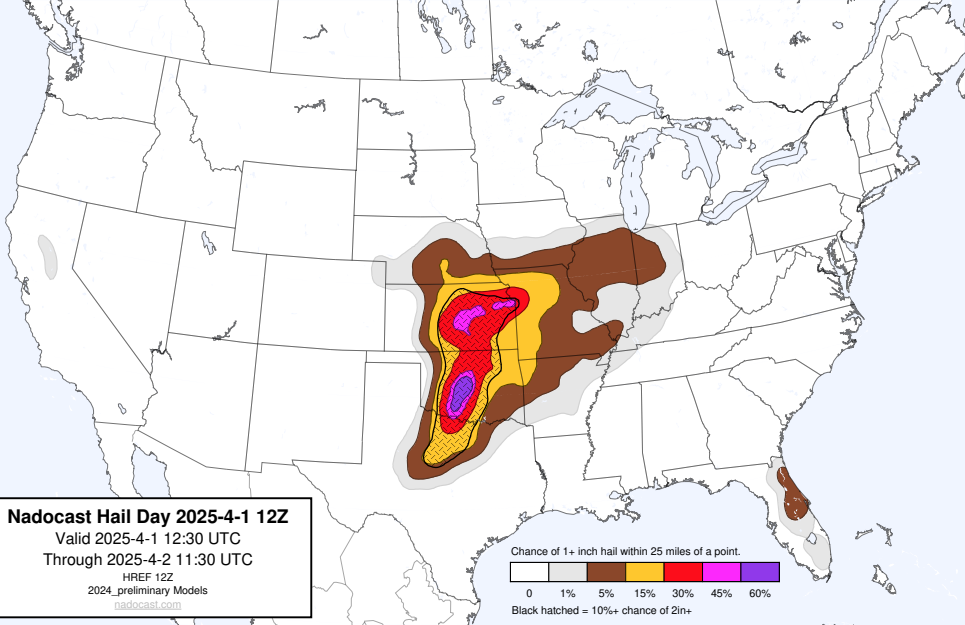 Nadocast Hail Day 2025-4-1 12Z
Valid 2025-4-1 12:30 UTC
Through 2025-4-2 11:30 UTC
HREF 12Z
2024_preliminary Models
nadocast.com
Chance of 1+ inch hail within 25 miles of a point.
0 1% 5% 15% 30% 45% 60%
Black hatched = 10%+ chance of 2in+